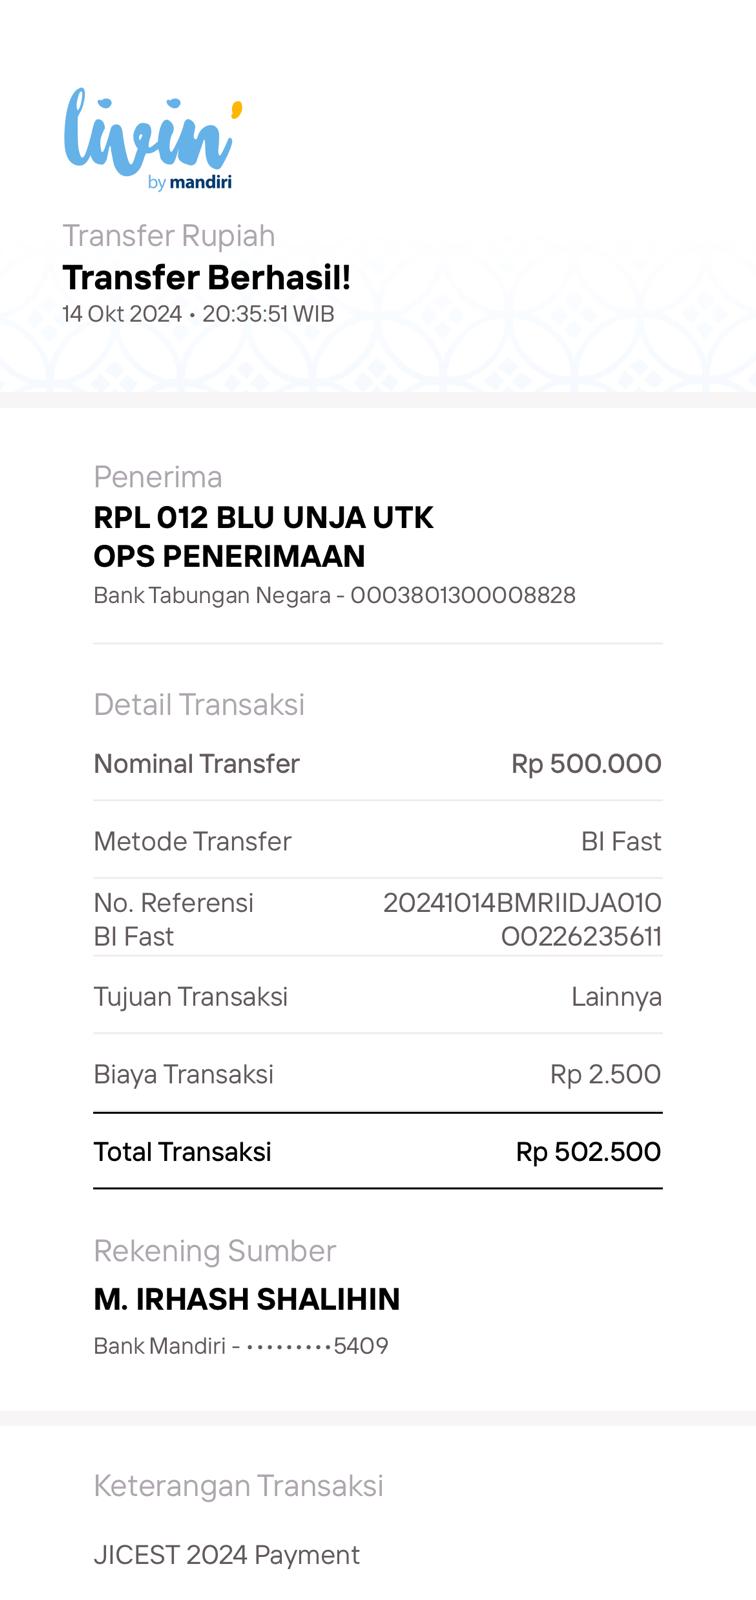 livin'
by mandiri
Transfer Rupiah
Transfer Berhasil!
14 Okt 2024 • 20:35:51 WIB
Penerima
RPL 012 BLU UNJA UTK
OPS PENERIMAAN
Bank Tabungan Negara - 0003801300008828
Detail Transaksi
Nominal Transfer Rp 500.000
Metode Transfer BI Fast
No. Referensi 20241014BMRIIDJA010
BI Fast O0226235611
Tujuan Transaksi Lainnya
Biaya Transaksi Rp 2.500
Total Transaksi Rp 502.500
Rekening Sumber
M. IRHASH SHALIHIN
Bank Mandiri - •••••••••5409
Keterangan Transaksi
JICEST 2024 Payment